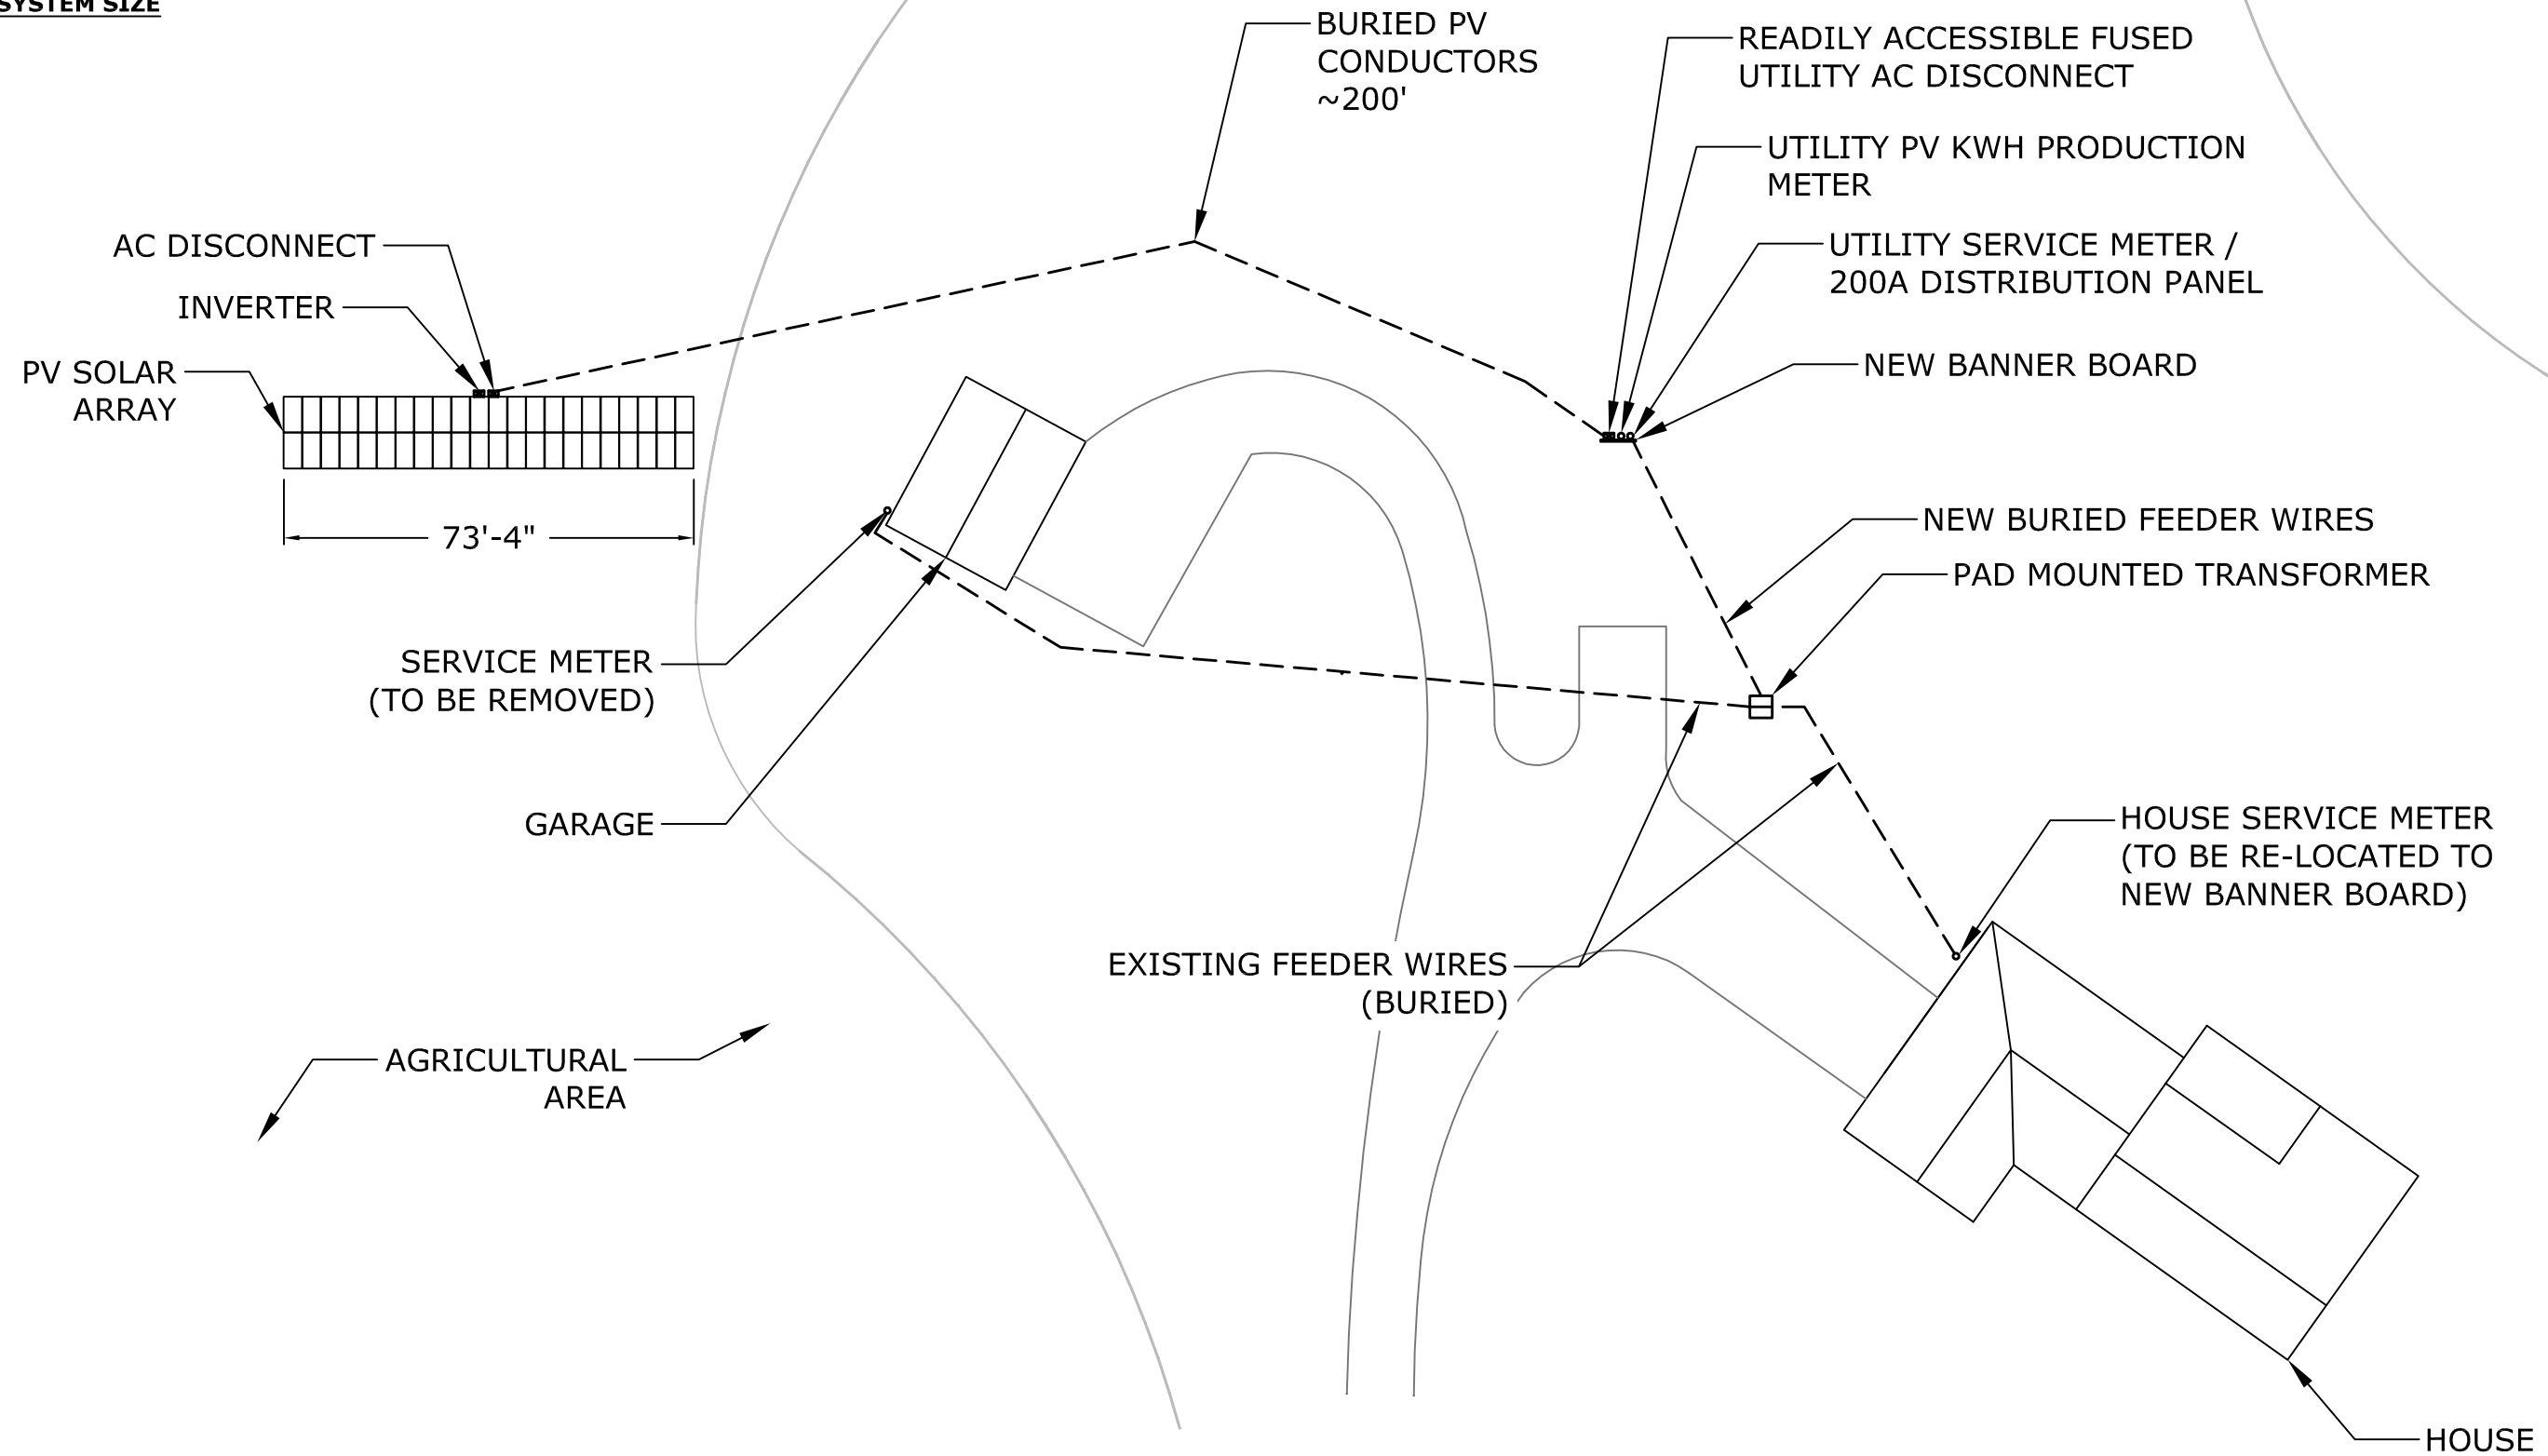 SYSTEM SIZE
BURIED PV
CONDUCTORS
~200'
READILY ACCESSIBLE FUSED
UTILITY AC DISCONNECT
UTILITY PV KWH PRODUCTION
METER
UTILITY SERVICE METER /
200A DISTRIBUTION PANEL
NEW BANNER BOARD
AC DISCONNECT
INVERTER
PV SOLAR
ARRAY
73'-4"
NEW BURIED FEEDER WIRES
PAD MOUNTED TRANSFORMER
SERVICE METER
(TO BE REMOVED)
GARAGE
HOUSE SERVICE METER
(TO BE RE-LOCATED TO
NEW BANNER BOARD)
EXISTING FEEDER WIRES
(BURIED)
AGRICULTURAL
AREA
HOUSE